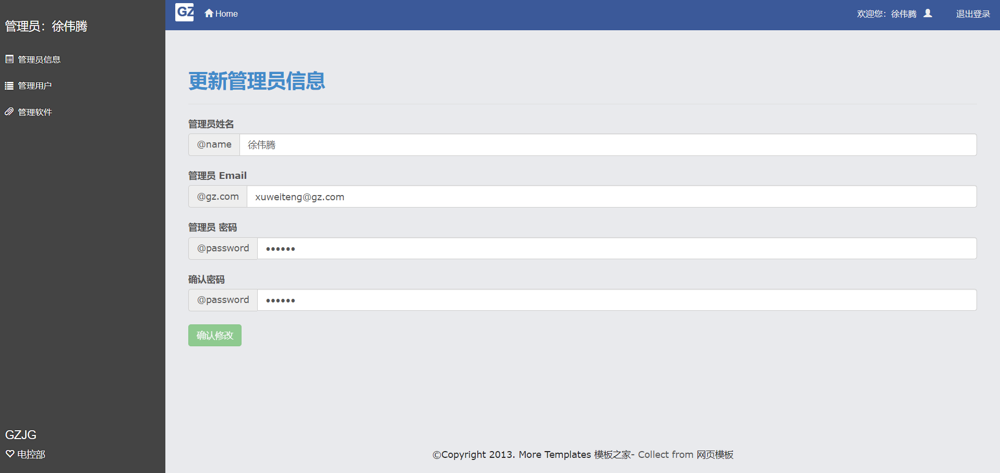 管理员：徐伟腾
管理员信息
管理用户
管理软件
GZJG
电控部
GZ
Home
欢迎您：徐伟腾
退出登录
更新管理员信息
管理员姓名
@name 徐伟腾
管理员 Email
@gz.com xuweiteng@gz.com
管理员 密码
@password ••••••
确认密码
@password ••••••
确认修改
©Copyright 2013. More Templates 模板之家- Collect from 网页模板